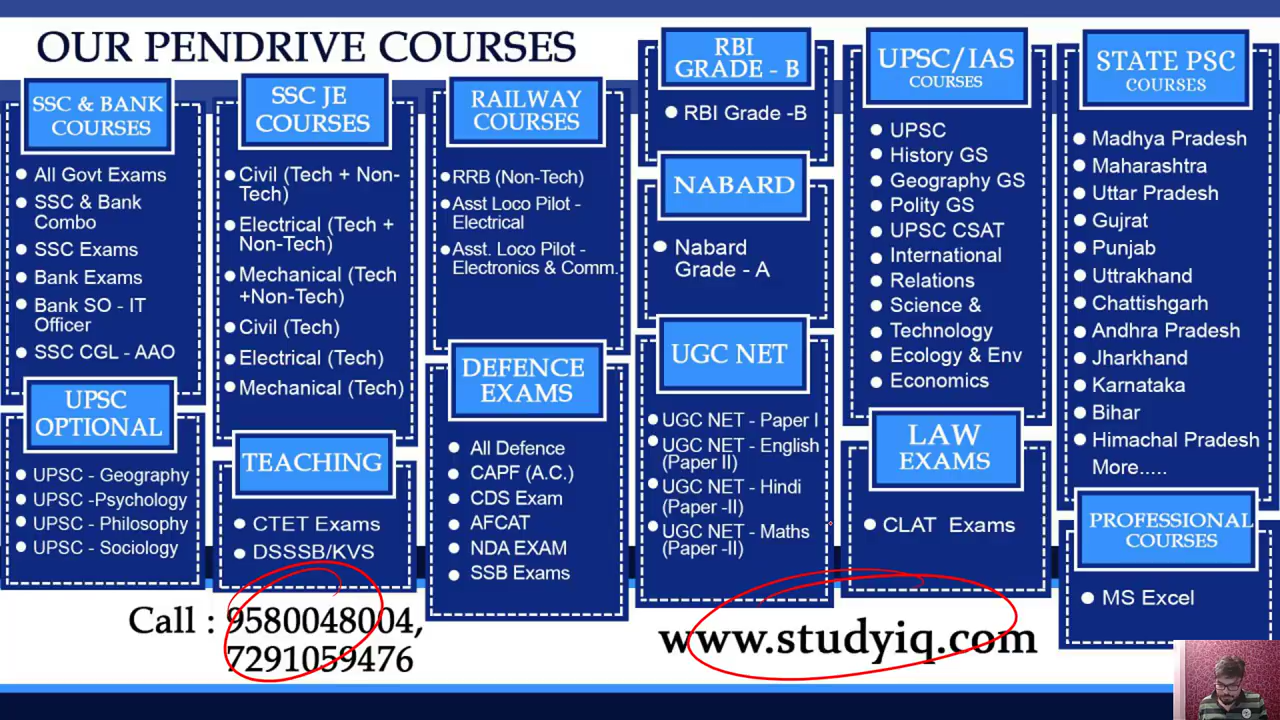 OUR PENDRIVE COURSES
SSC & BANK
COURSES
All Govt Exams
SSC & Bank
Combo
SSC Exams
Bank Exams
Bank SO - IT
Officer
SSC CGL - AAO
UPSC
OPTIONAL
UPSC - Geography
UPSC -Psychology
UPSC - Philosophy
UPSC - Sociology
SSC JE
COURSES
Civil (Tech + Non-
Tech)
Electrical (Tech +
Non-Tech)
Mechanical (Tech
+Non-Tech)
Civil (Tech)
Electrical (Tech)
Mechanical (Tech)
TEACHING
CTET Exams
DSSSB/KVS
RAILWAY
COURSES
RRB (Non-Tech)
Asst Loco Pilot -
Electrical
Asst. Loco Pilot -
Electronics & Comm.
DEFENCE
EXAMS
All Defence
CAPF (A.C.)
CDS Exam
AFCAT
NDA EXAM
SSB Exams
RBI
GRADE - B
RBI Grade -B
NABARD
Nabard
Grade - A
UGC NET
UGC NET - Paper I
UGC NET - English
(Paper II)
UGC NET - Hindi
(Paper -II)
UGC NET - Maths
(Paper -II)
UPSC/IAS
COURSES
UPSC
History GS
Geography GS
Polity GS
UPSC CSAT
International
Relations
Science &
Technology
Ecology & Env
Economics
LAW
EXAMS
CLAT Exams
STATE PSC
COURSES
Madhya Pradesh
Maharashtra
Uttar Pradesh
Gujrat
Punjab
Uttrakhand
Chattishgarh
Andhra Pradesh
Jharkhand
Karnataka
Bihar
Himachal Pradesh
More.....
PROFESSIONAL
COURSES
MS Excel
Call : 9580048004,
7291059476
www.studyiq.com